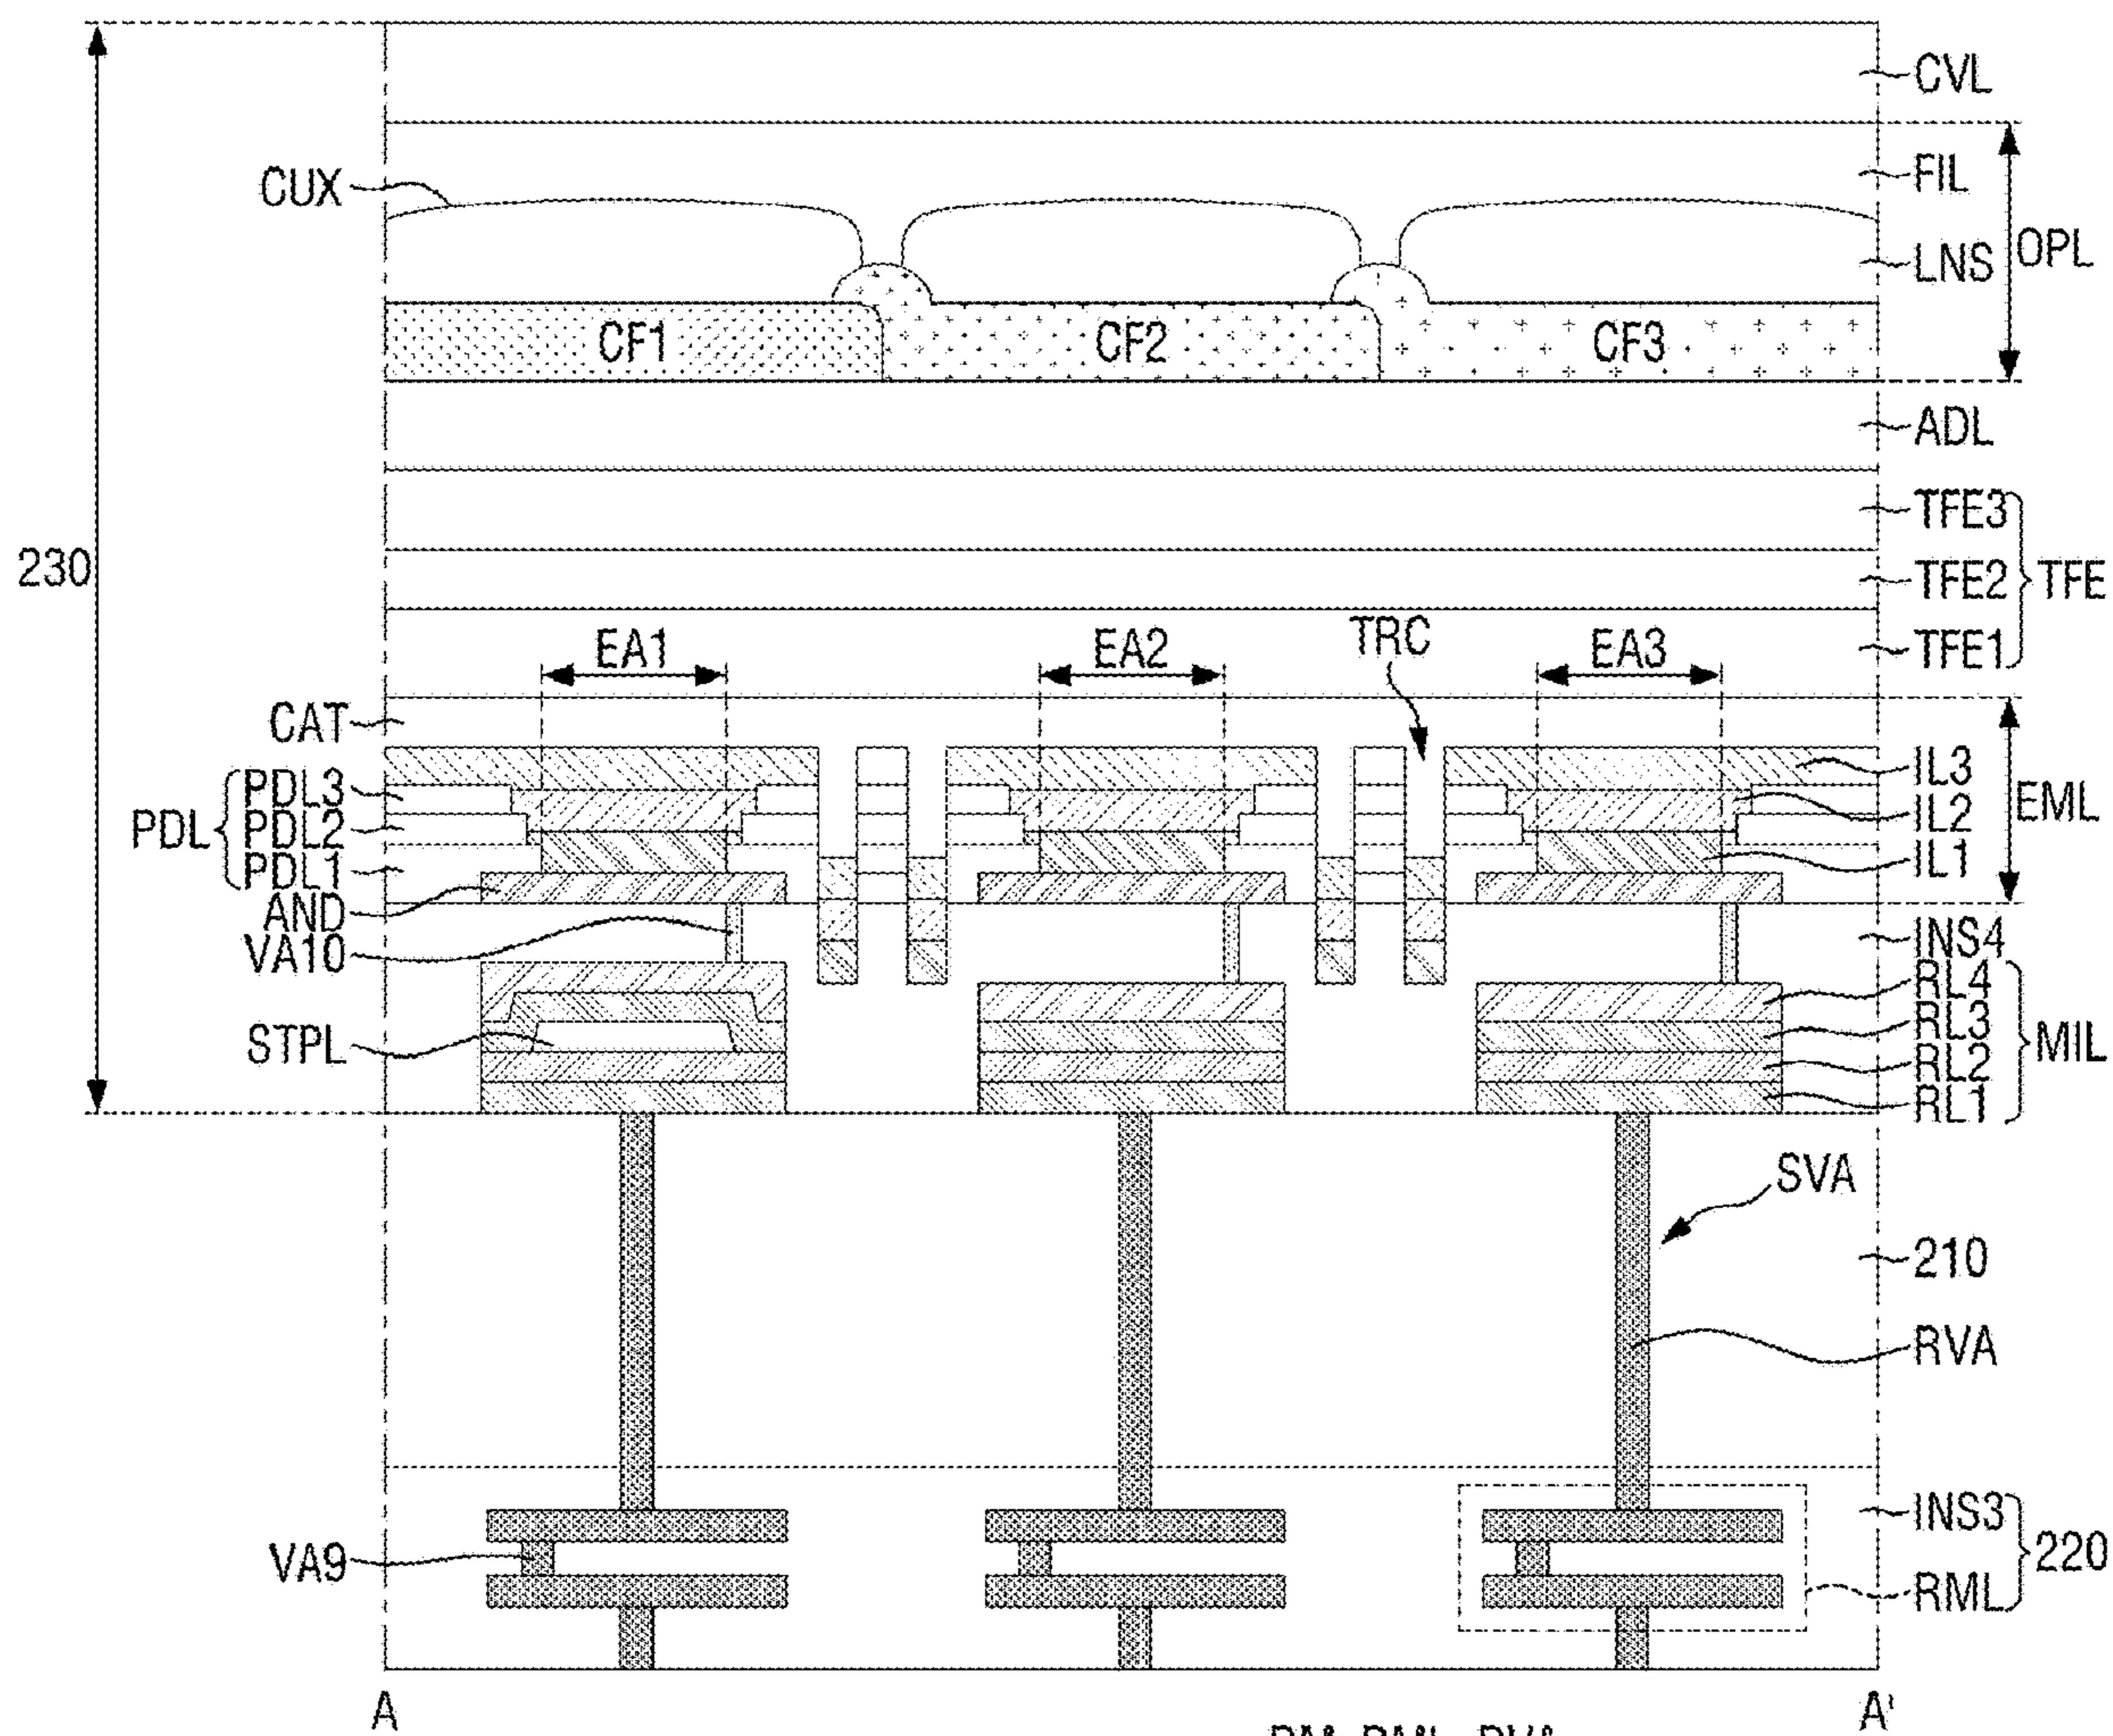 CVL
CUX
FIL
LNS
OPL
CF1
CF2
CF3
ADL
230
TFE3
TFE2
TFE1
TFE
EA1
EA2
TRC
EA3
CAT
PDL3
PDL2
PDL1
PDL
AND
VA10
IL3
IL2
IL1
EML
INS4
STPL
RL4
RL3
RL2
RL1
MIL
SVA
210
RVA
VA9
INS3
RML
220
A
A'